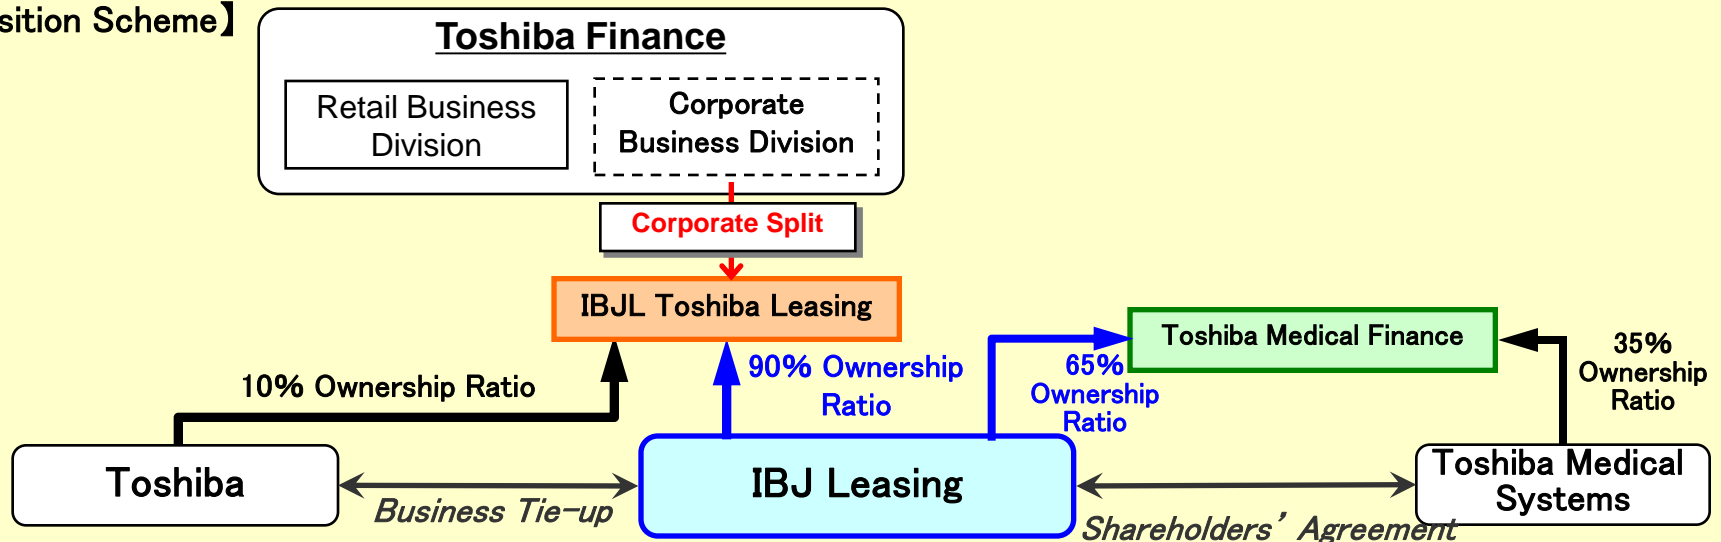 sition Scheme】
Toshiba Finance
Retail Business
Division
Corporate
Business Division
Corporate Split
IBJL Toshiba Leasing
Toshiba Medical Finance
10% Ownership Ratio
90% Ownership
Ratio
65%
Ownership
Ratio
35%
Ownership
Ratio
Toshiba
Business Tie-up
IBJ Leasing
Shareholders’ Agreement
Toshiba Medical
Systems